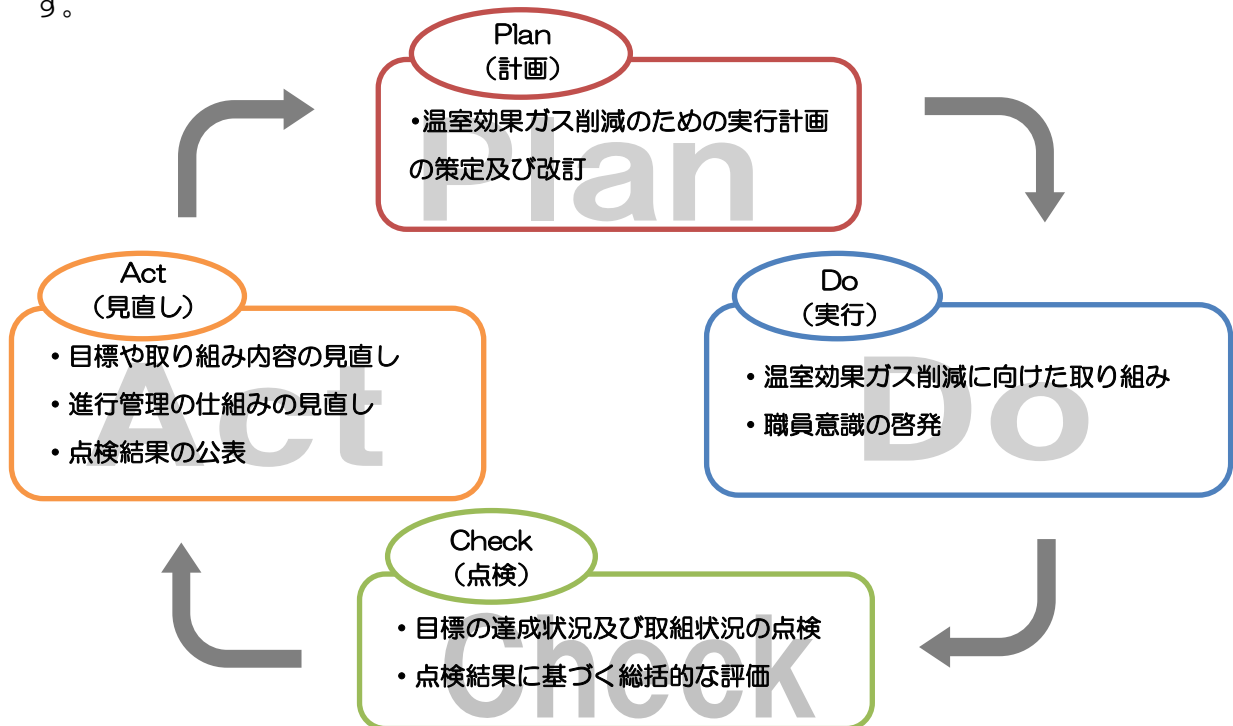 す。
Plan
（計画）
・温室効果ガス削減のための実行計画
の策定及び改訂
Plan
Do
（実行）
・温室効果ガス削減に向けた取り組み
・職員意識の啓発
Do
Check
（点検）
・目標の達成状況及び取組状況の点検
・点検結果に基づく総括的な評価
Check
Act
（見直し）
・目標や取り組み内容の見直し
・進行管理の仕組みの見直し
・点検結果の公表
Act